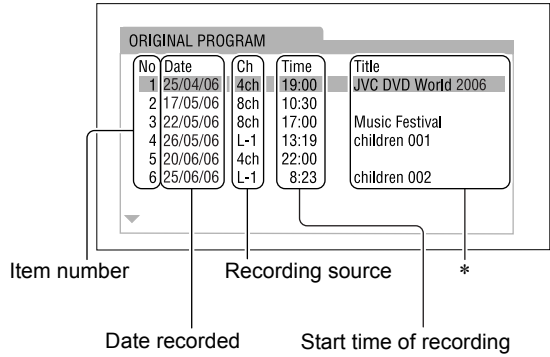 ORIGINAL PROGRAM
No Date Ch Time Title
1 25/04/06 4ch 19:00 JVC DVD World 2006
2 17/05/06 8ch 10:30
3 22/05/06 8ch 17:00 Music Festival
4 26/05/06 L-1 13:19 children 001
5 20/06/06 4ch 22:00
6 25/06/06 L-1 8:23 children 002
Item number Recording source *
Date recorded Start time of recording